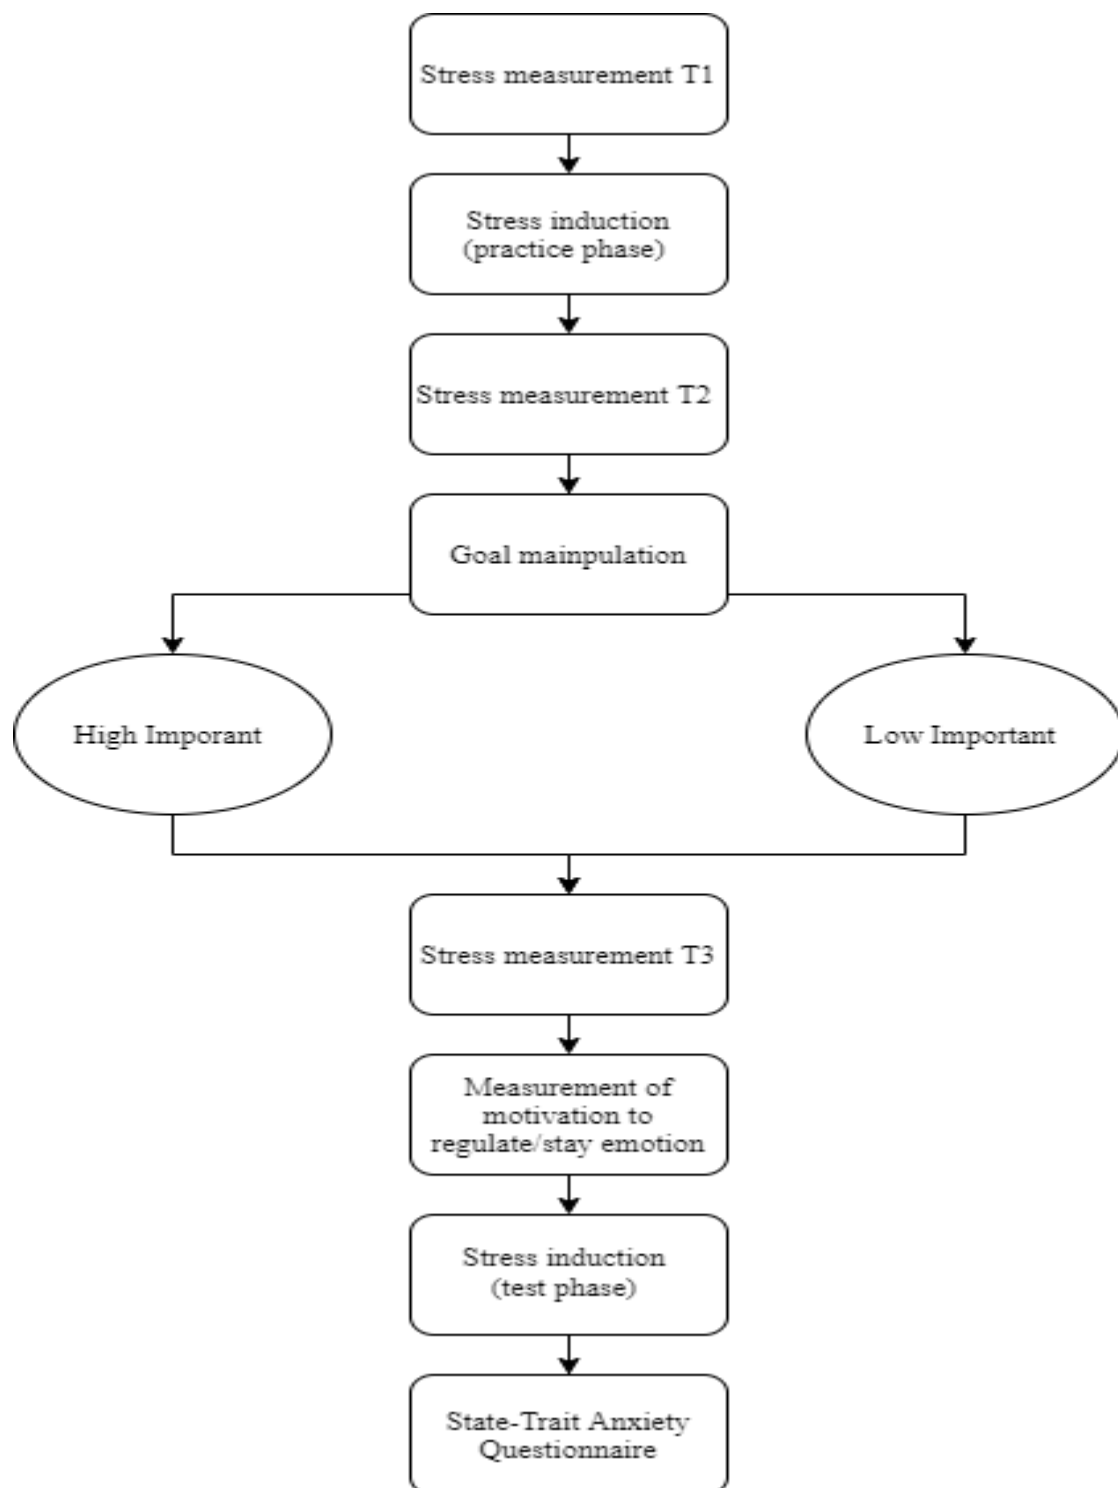 Stress measurement T1
Stress induction
(practice phase)
Stress measurement T2
Goal mainpulation
High Imporant
Low Important
Stress measurement T3
Measurement of
motivation to
regulate/stay emotion
Stress induction
(test phase)
State-Trait Anxiety
Questionnaire